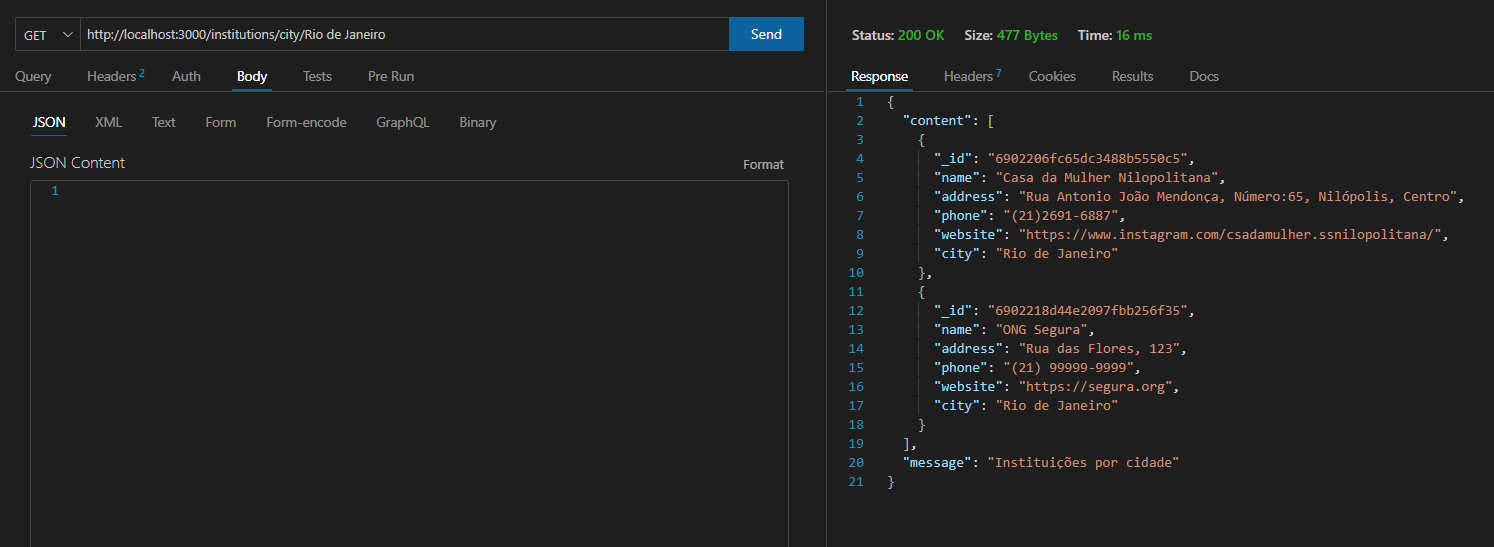 GET http://localhost:3000/institutions/city/Rio de Janeiro Send
Query Headers 2 Auth Body Tests Pre Run
JSON XML Text Form Form-encode GraphQL Binary
JSON Content Format
1
Status: 200 OK Size: 477 Bytes Time: 16 ms
Response Headers 7 Cookies Results Docs
1 {
2 "content": [
3 {
4 "_id": "6902206fc65dc3488b5550c5",
5 "name": "Casa da Mulher Nilopolitana",
6 "address": "Rua Antonio João Mendonça, Número:65, Nilópolis, Centro",
7 "phone": "(21)2691-6887",
8 "website": "https://www.instagram.com/csadamulher.ssnilopolitana/",
9 "city": "Rio de Janeiro"
10 },
11 {
12 "_id": "6902218d44e2097fbb256f35",
13 "name": "ONG Segura",
14 "address": "Rua das Flores, 123",
15 "phone": "(21) 99999-9999",
16 "website": "https://segura.org",
17 "city": "Rio de Janeiro"
18 }
19 ],
20 "message": "Instituições por cidade"
21 }